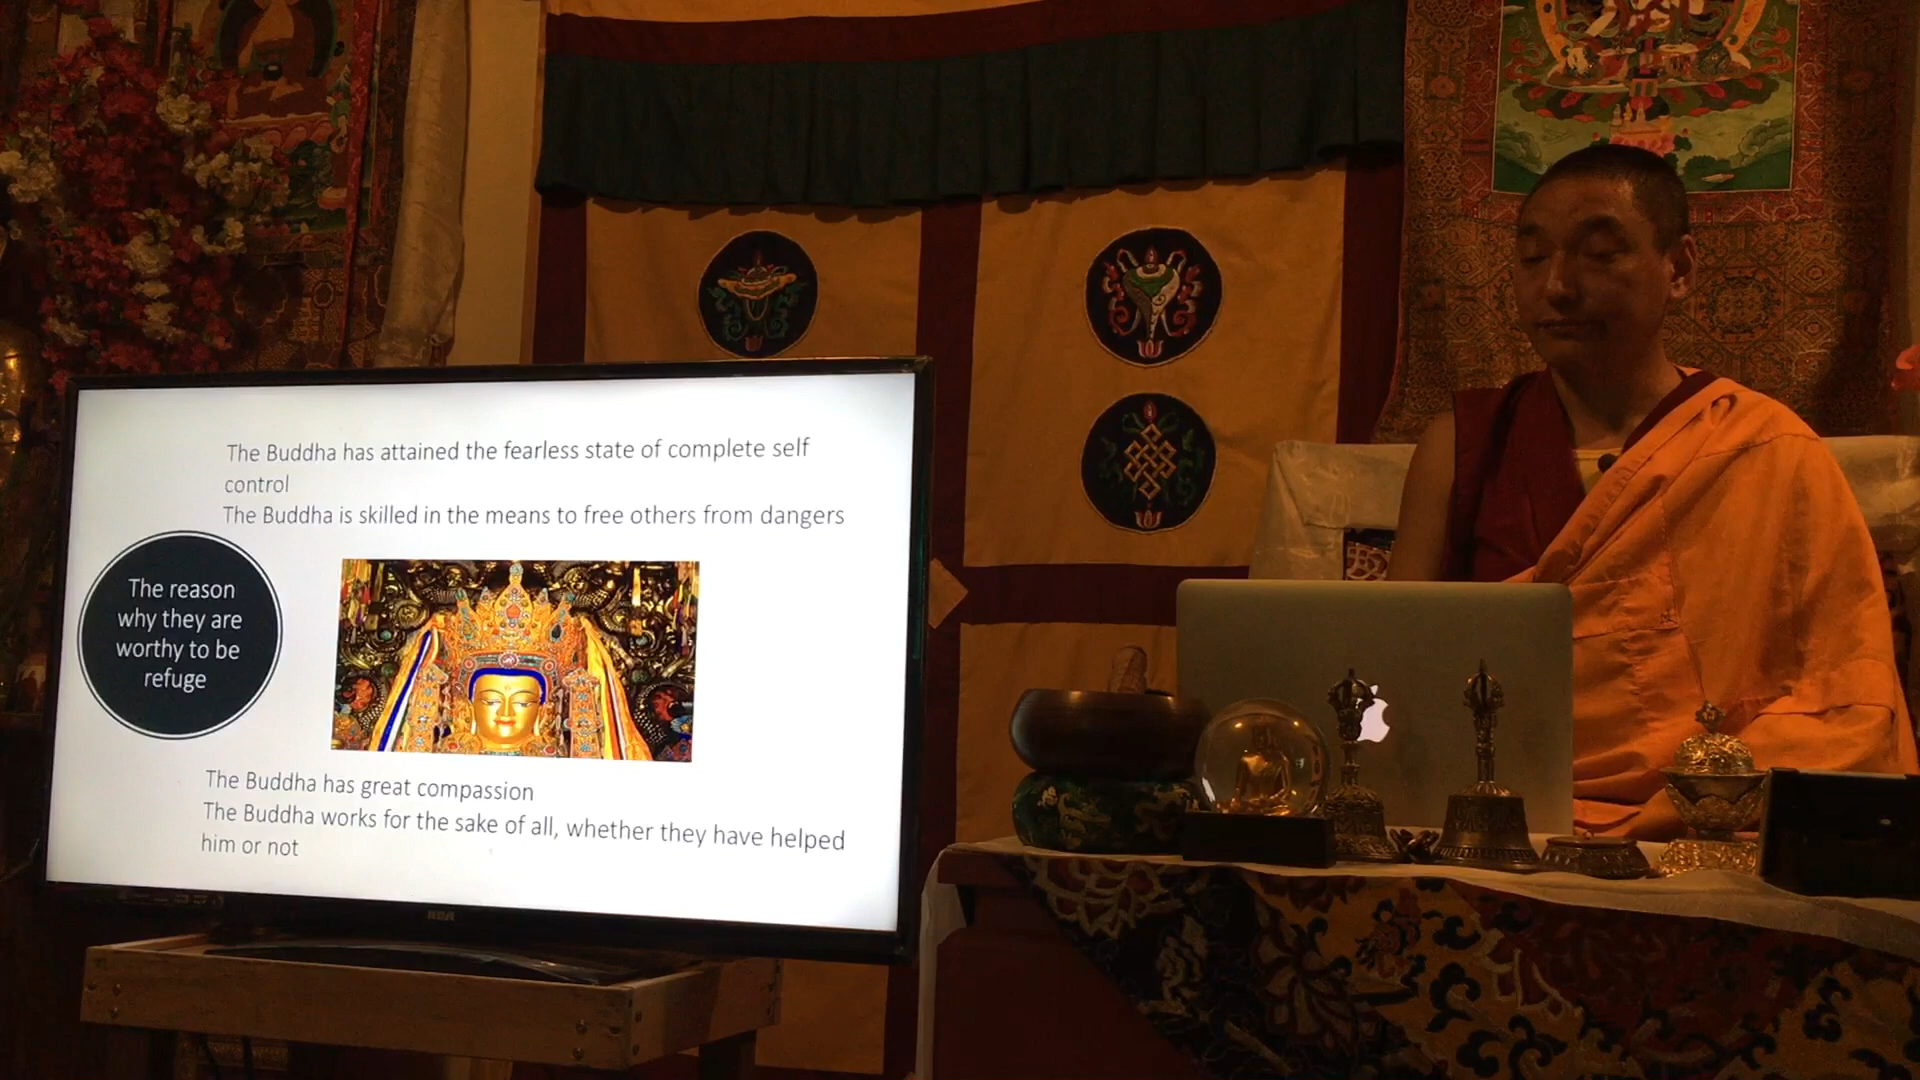 The Buddha has attained the fearless state of complete self
control
The Buddha is skilled in the means to free others from dangers
The reason
why they are
worthy to be
refuge
The Buddha has great compassion
The Buddha works for the sake of all, whether they have helped
him or not
RCA